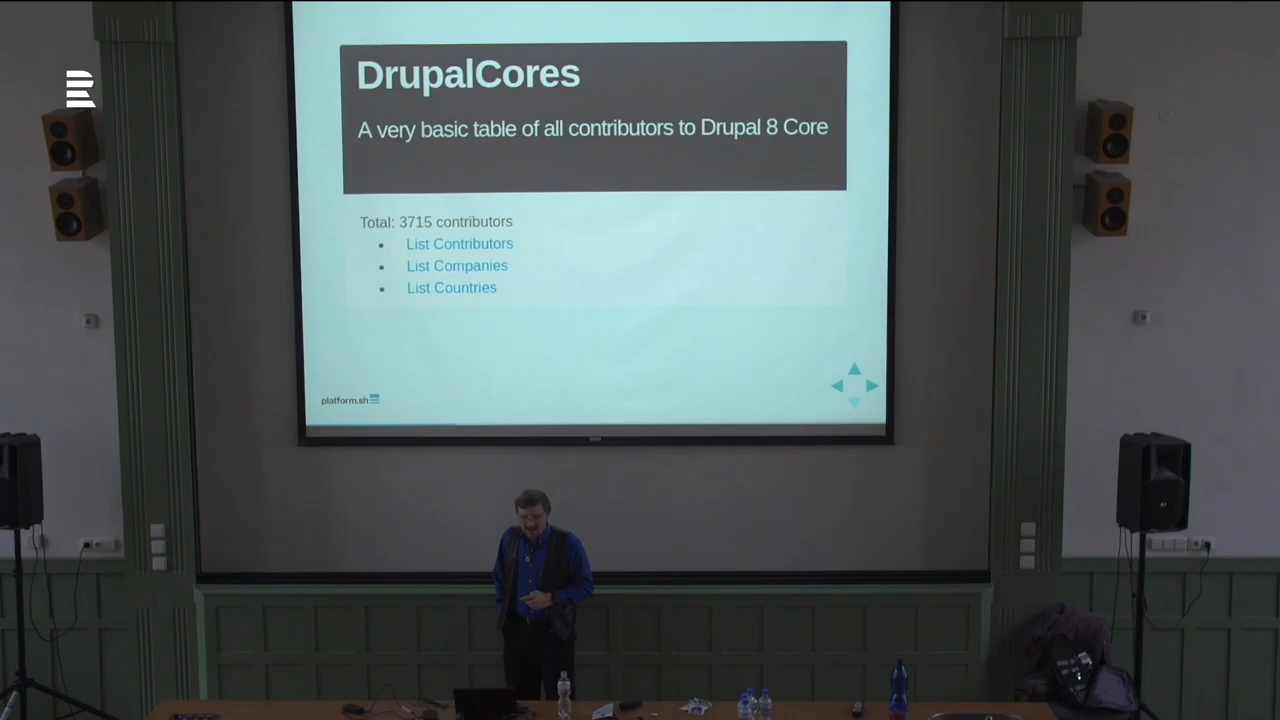 DrupalCores
A very basic table of all contributors to Drupal 8 Core
Total: 3715 contributors
List Contributors
List Companies
List Countries
platform.sh